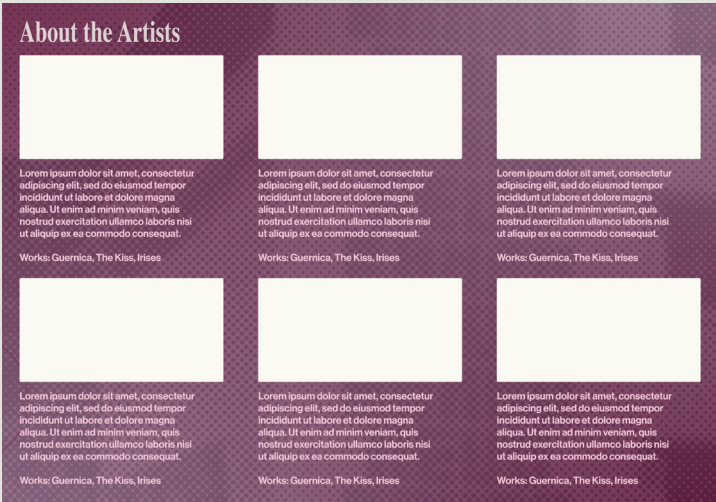 About the Artists
Lorem ipsum dolor sit amet, consectetur
adipiscing elit, sed do eiusmod tempor
incididunt ut labore et dolore magna
aliqua. Ut enim ad minim veniam, quis
nostrud exercitation ullamco laboris nisi
ut aliquip ex ea commodo consequat.
Works: Guernica, The Kiss, Irises
Lorem ipsum dolor sit amet, consectetur
adipiscing elit, sed do eiusmod tempor
incididunt ut labore et dolore magna
aliqua. Ut enim ad minim veniam, quis
nostrud exercitation ullamco laboris nisi
ut aliquip ex ea commodo consequat.
Works: Guernica, The Kiss, Irises
Lorem ipsum dolor sit amet, consectetur
adipiscing elit, sed do eiusmod tempor
incididunt ut labore et dolore magna
aliqua. Ut enim ad minim veniam, quis
nostrud exercitation ullamco laboris nisi
ut aliquip ex ea commodo consequat.
Works: Guernica, The Kiss, Irises
Lorem ipsum dolor sit amet, consectetur
adipiscing elit, sed do eiusmod tempor
incididunt ut labore et dolore magna
aliqua. Ut enim ad minim veniam, quis
nostrud exercitation ullamco laboris nisi
ut aliquip ex ea commodo consequat.
Works: Guernica, The Kiss, Irises
Lorem ipsum dolor sit amet, consectetur
adipiscing elit, sed do eiusmod tempor
incididunt ut labore et dolore magna
aliqua. Ut enim ad minim veniam, quis
nostrud exercitation ullamco laboris nisi
ut aliquip ex ea commodo consequat.
Works: Guernica, The Kiss, Irises
Lorem ipsum dolor sit amet, consectetur
adipiscing elit, sed do eiusmod tempor
incididunt ut labore et dolore magna
aliqua. Ut enim ad minim veniam, quis
nostrud exercitation ullamco laboris nisi
ut aliquip ex ea commodo consequat.
Works: Guernica, The Kiss, Irises